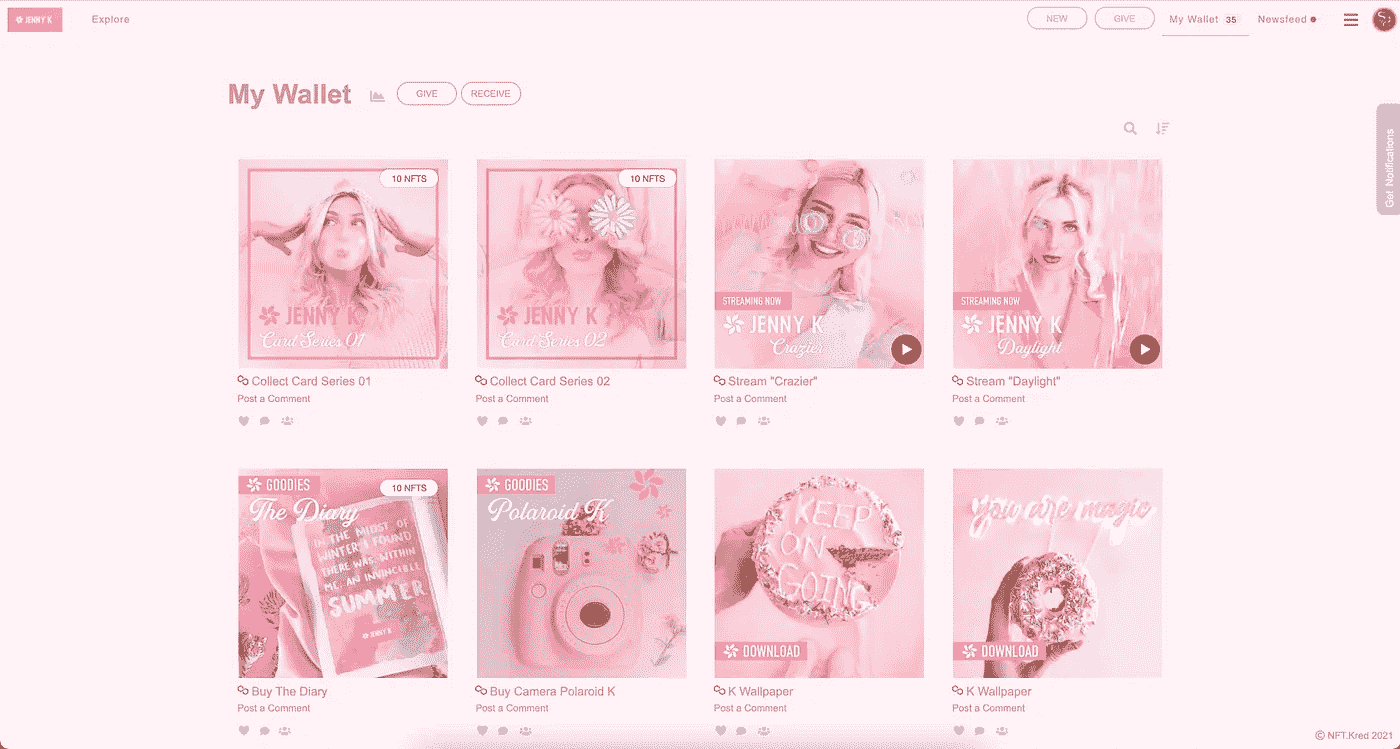 JENNY K
Explore
NEW
GIVE
My Wallet 35
Newsfeed
My Wallet
GIVE
RECEIVE
Get Notifications
10 NFTS
JENNY K
Card Series 01
10 NFTS
JENNY K
Card Series 02
STREAMING NOW
JENNY K
Crazier
STREAMING NOW
JENNY K
Daylight
Collect Card Series 01
Post a Comment
Collect Card Series 02
Post a Comment
Stream "Crazier"
Post a Comment
Stream "Daylight"
Post a Comment
GOODIES
10 NFTS
The Diary
IN THE MIDST OF
WINTER I FOUND
THERE WAS WITHIN
ME, AN INVINCIBLE
SUMMER
JENNY K
GOODIES
Polaroid K
KEEP
ON
GOING
DOWNLOAD
you are magic
DOWNLOAD
Buy The Diary
Post a Comment
Buy Camera Polaroid K
Post a Comment
K Wallpaper
Post a Comment
K Wallpaper
Post a Comment
© NFT.Kred 2021